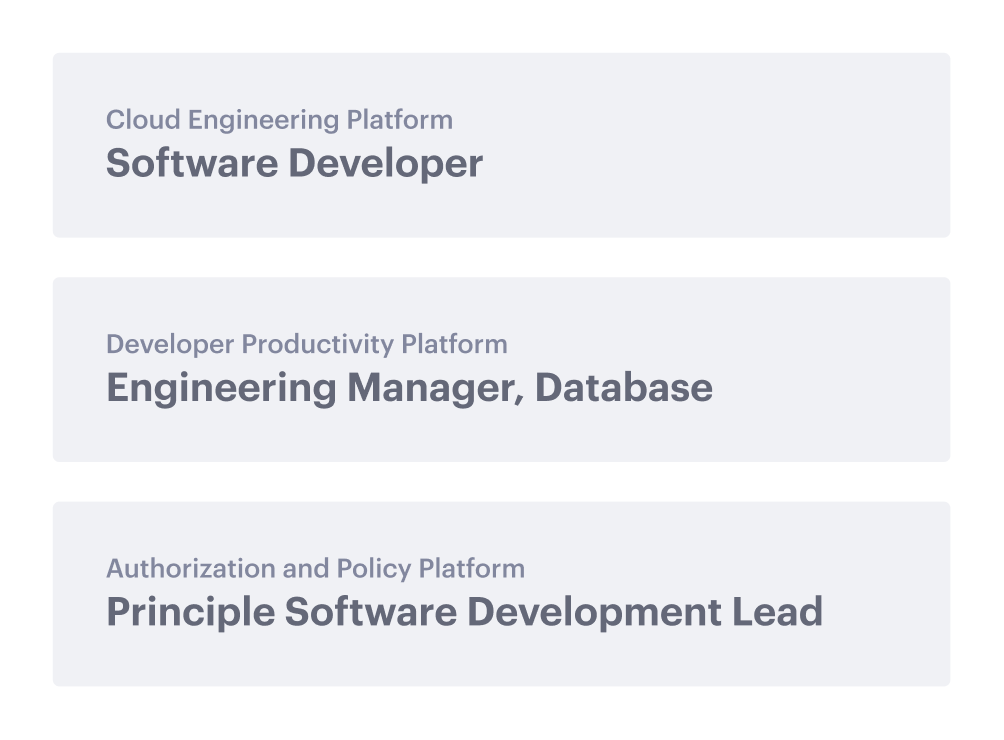 Cloud Engineering Platform
Software Developer
Developer Productivity Platform
Engineering Manager, Database
Authorization and Policy Platform
Principle Software Development Lead